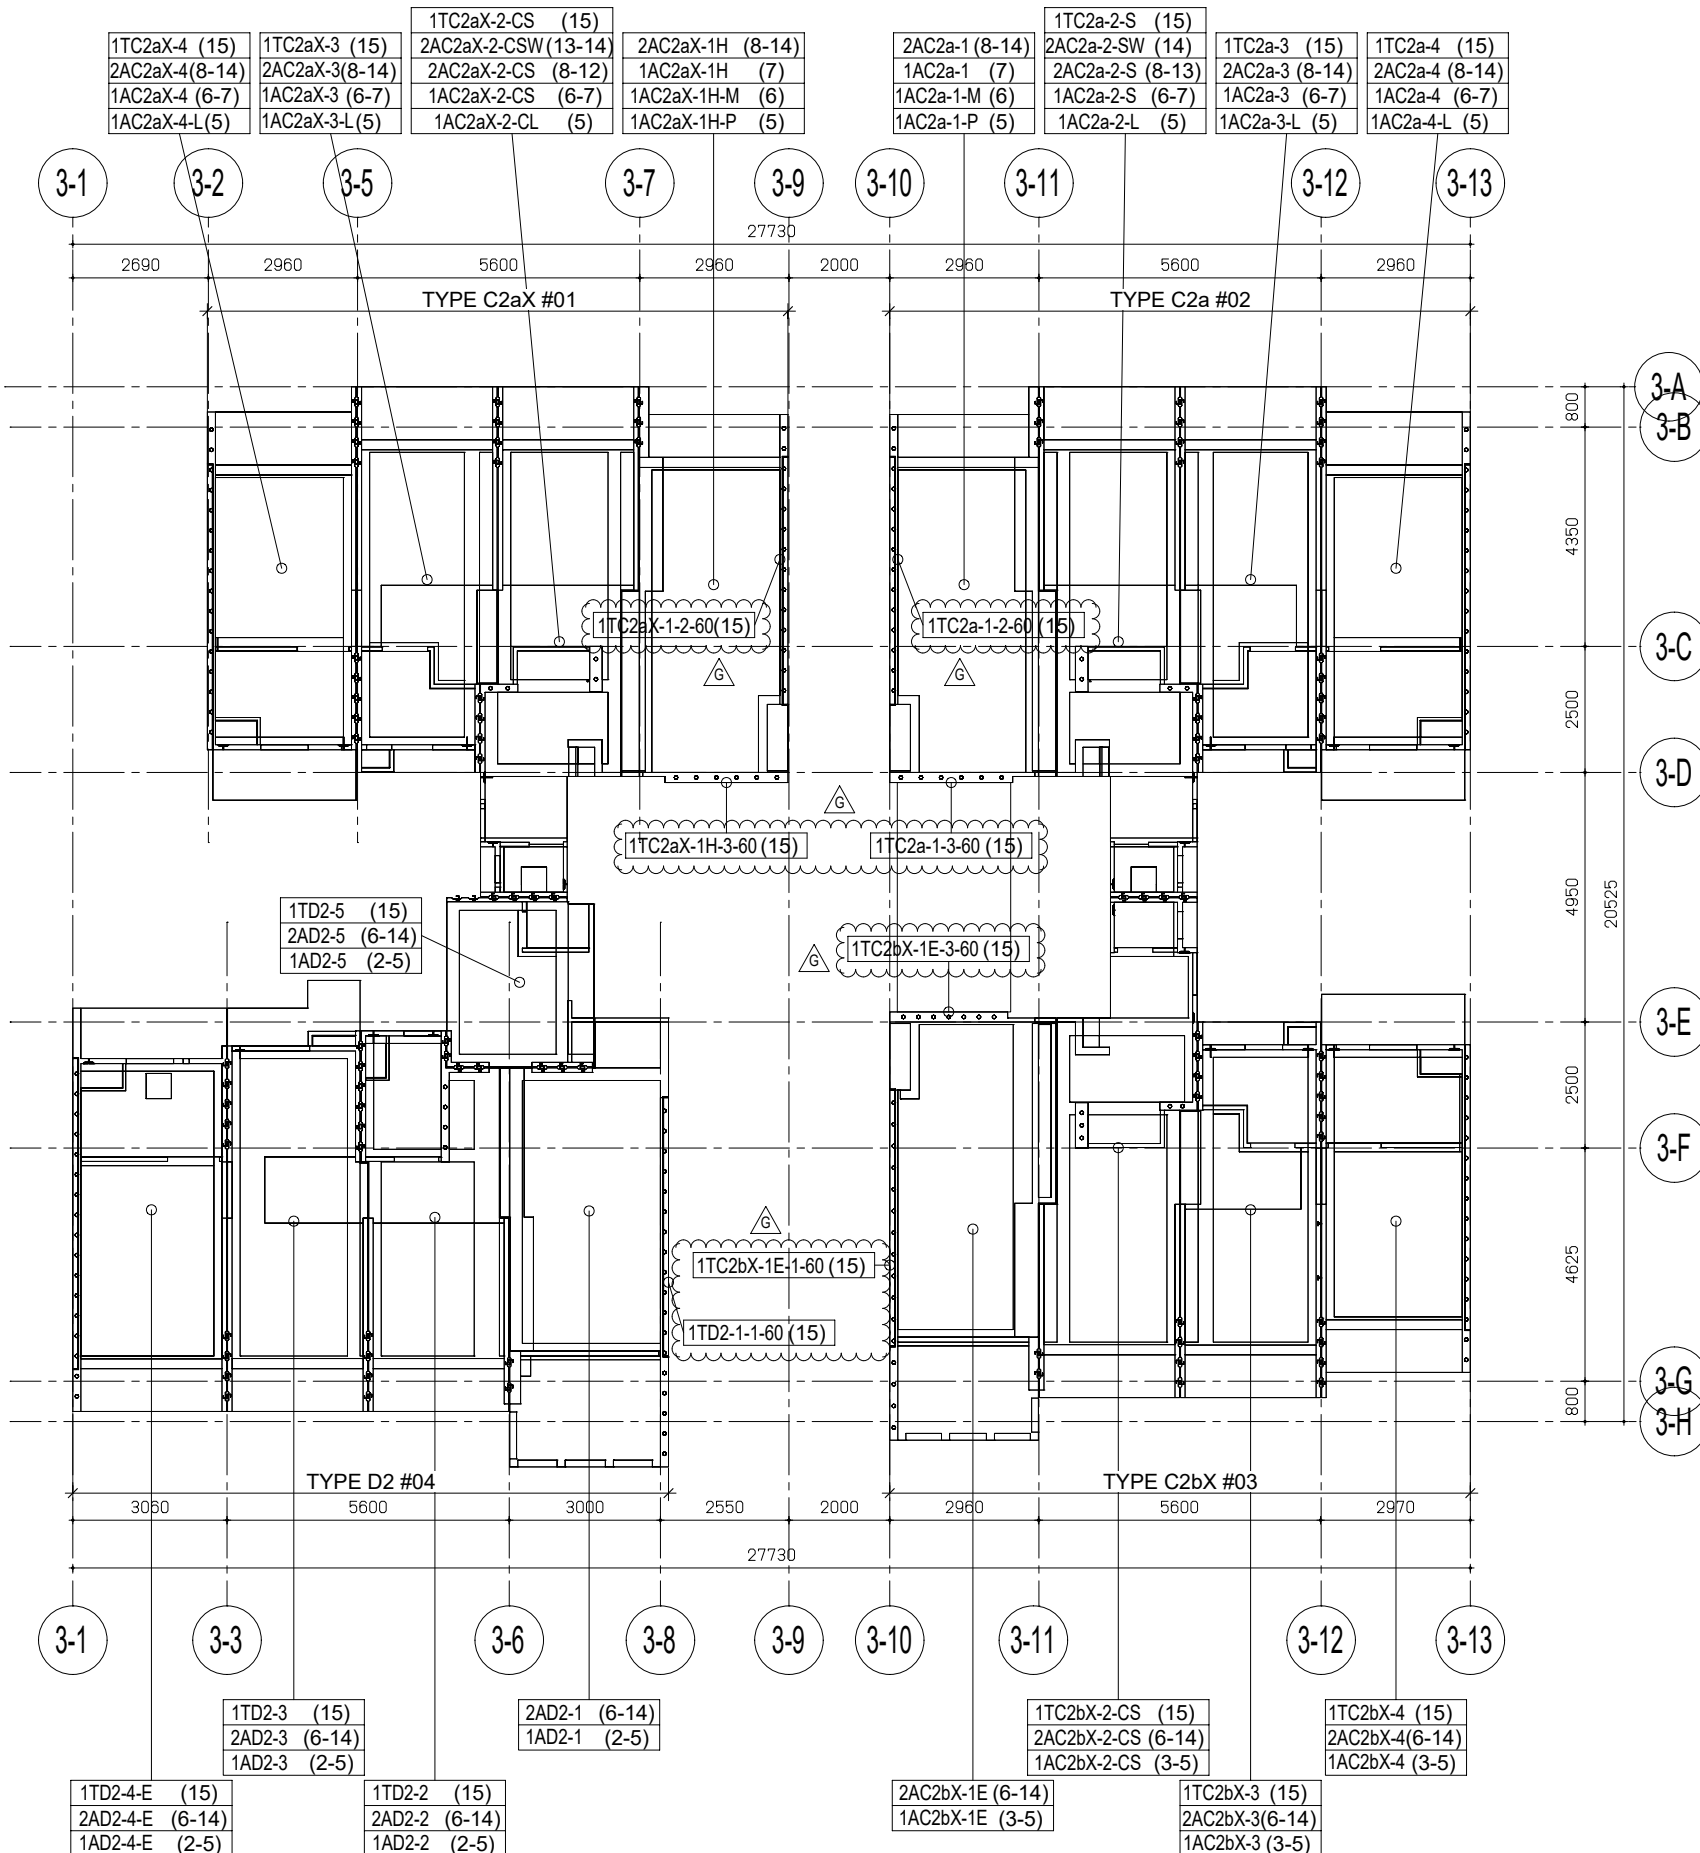 1TC2aX-4 (15)
2AC2aX-4(8-14)
1AC2aX-4 (6-7)
1AC2aX-4-L(5)
1TC2aX-3 (15)
2AC2aX-3(8-14)
1AC2aX-3 (6-7)
1AC2aX-3-L(5)
1TC2aX-2-CS (15)
2AC2aX-2-CSW(13-14)
2AC2aX-2-CS (8-12)
1AC2aX-2-CS (6-7)
1AC2aX-2-CL (5)
2AC2aX-1H (8-14)
1AC2aX-1H (7)
1AC2aX-1H-M (6)
1AC2aX-1H-P (5)
2AC2a-1 (8-14)
1AC2a-1 (7)
1AC2a-1-M (6)
1AC2a-1-P (5)
1TC2a-2-S (15)
2AC2a-2-SW (14)
2AC2a-2-S (8-13)
1AC2a-2-S (6-7)
1AC2a-2-L (5)
1TC2a-3 (15)
2AC2a-3 (8-14)
1AC2a-3 (6-7)
1AC2a-3-L (5)
1TC2a-4 (15)
2AC2a-4 (8-14)
1AC2a-4 (6-7)
1AC2a-4-L (5)
3-1 3-2 3-5 3-7 3-9 3-10 3-11 3-12 3-13
27730
2690 2960 5600 2960 2000 2960 5600 2960
TYPE C2aX #01 TYPE C2a #02
3-A
800
3-B
4350
1TC2aX-1-2-60(15) 1TC2a-1-2-60 (15)
G G
3-C
2500
3-D
G
1TC2aX-1H-3-60 (15) 1TC2a-1-3-60 (15)
4950
20525
1TD2-5 (15)
2AD2-5 (6-14)
1AD2-5 (2-5)
1TC2bX-1E-3-60 (15)
G
3-E
2500
3-F
G
1TC2bX-1E-1-60 (15)
4625
1TD2-1-1-60 (15)
3-G
800
3-H
TYPE D2 #04 TYPE C2bX #03
3060 5600 3000 2550 2000 2960 5600 2970
27730
3-1 3-3 3-6 3-8 3-9 3-10 3-11 3-12 3-13
1TD2-3 (15)
2AD2-3 (6-14)
1AD2-3 (2-5)
2AD2-1 (6-14)
1AD2-1 (2-5)
1TC2bX-2-CS (15)
2AC2bX-2-CS (6-14)
1AC2bX-2-CS (3-5)
1TC2bX-4 (15)
2AC2bX-4(6-14)
1AC2bX-4 (3-5)
1TD2-4-E (15)
2AD2-4-E (6-14)
1AD2-4-E (2-5)
1TD2-2 (15)
2AD2-2 (6-14)
1AD2-2 (2-5)
2AC2bX-1E (6-14)
1AC2bX-1E (3-5)
1TC2bX-3 (15)
2AC2bX-3(6-14)
1AC2bX-3 (3-5)